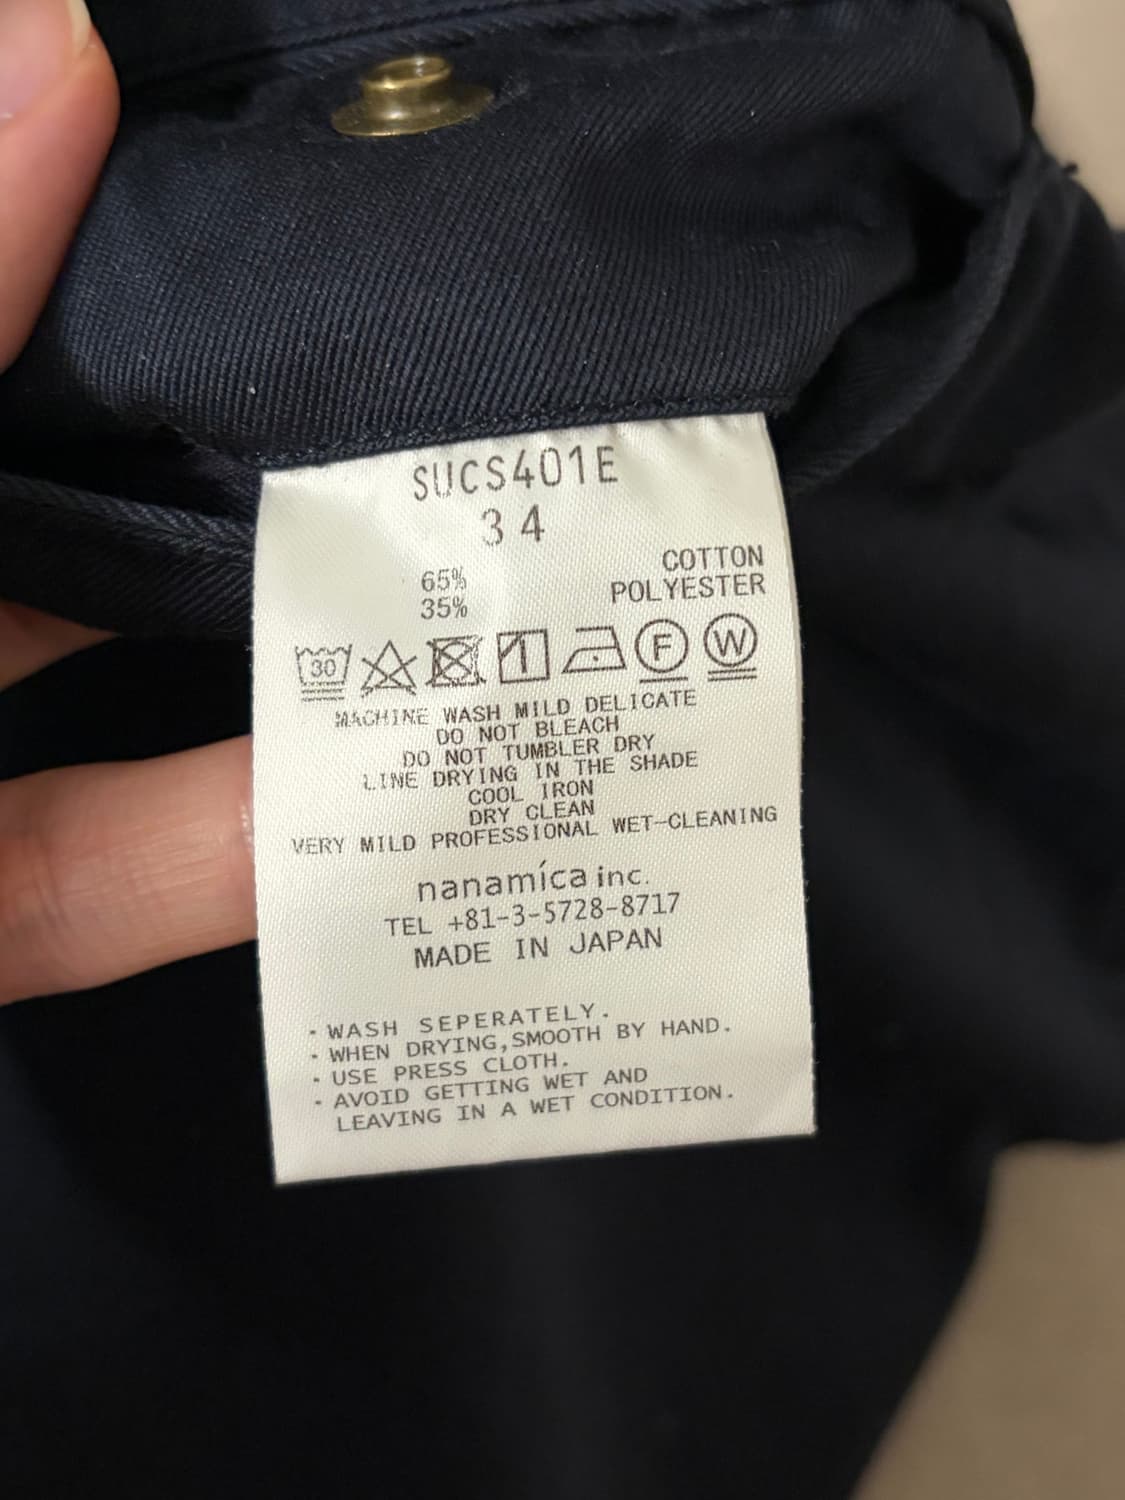 SUCS401E
34
65% COTTON
35% POLYESTER
30 1 F W
MACHINE WASH MILD DELICATE
DO NOT BLEACH
DO NOT TUMBLER DRY
LINE DRYING IN THE SHADE
COOL IRON
DRY CLEAN
VERY MILD PROFESSIONAL WET-CLEANING
nanamíca inc.
TEL +81-3-5728-8717
MADE IN JAPAN
· WASH SEPERATELY.
· WHEN DRYING,SMOOTH BY HAND.
· USE PRESS CLOTH.
· AVOID GETTING WET AND
LEAVING IN A WET CONDITION.